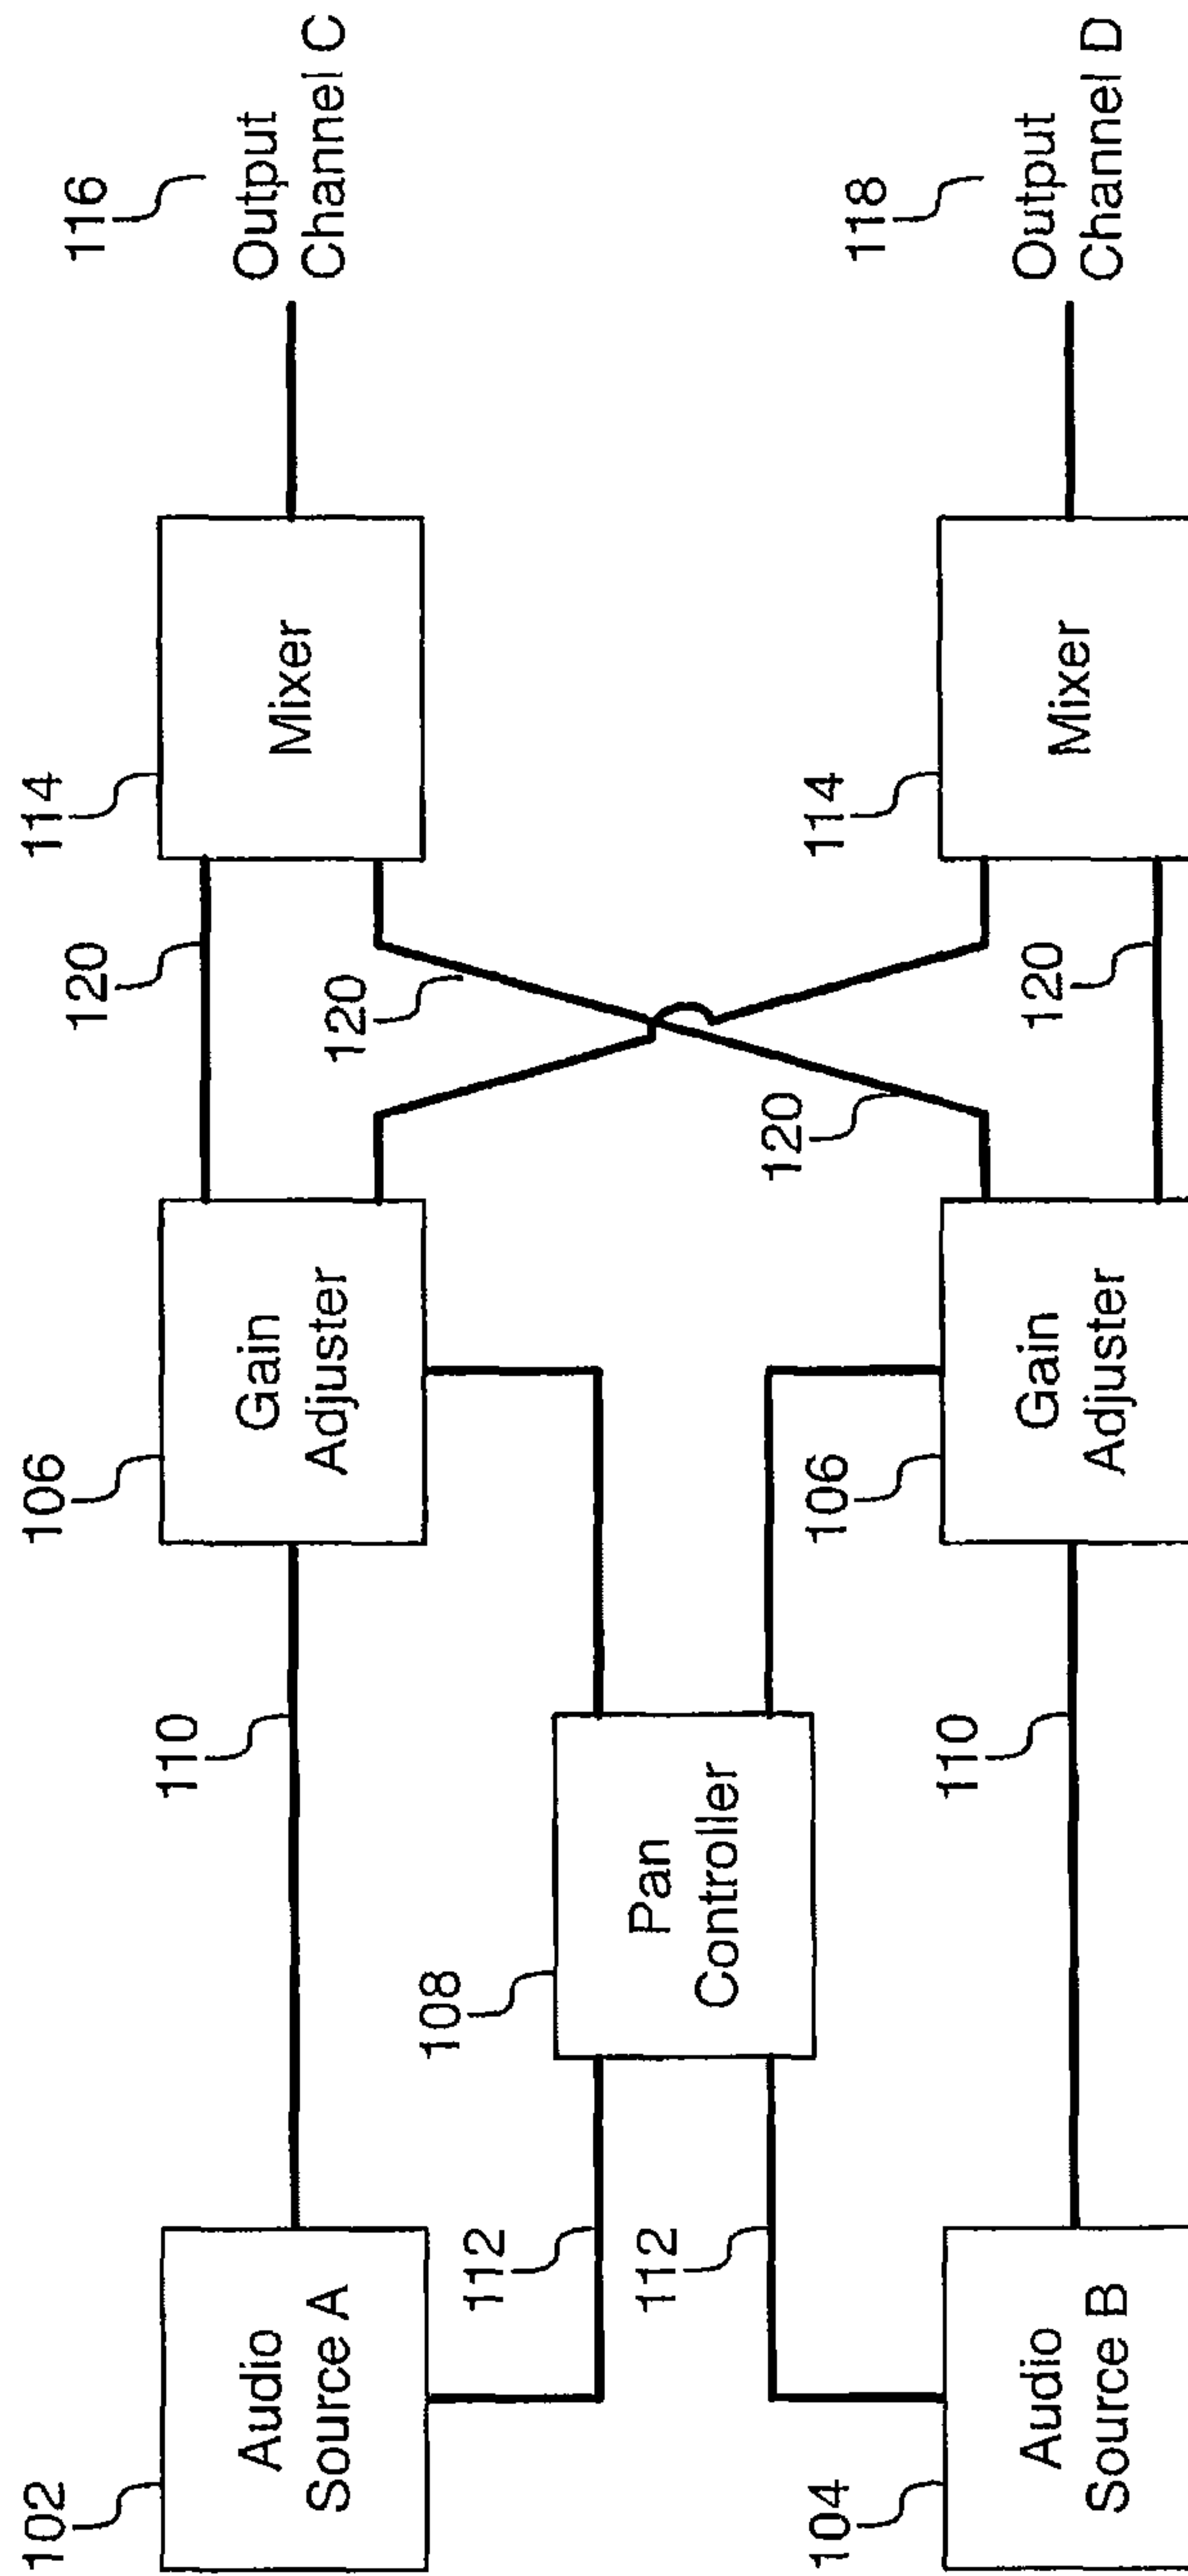 102
Audio
Source A
110
106
Gain
Adjuster
120
114
Mixer
116
Output
Channel C
112
108
Pan
Controller
120
112
120
104
Audio
Source B
110
106
Gain
Adjuster
120
114
Mixer
118
Output
Channel D